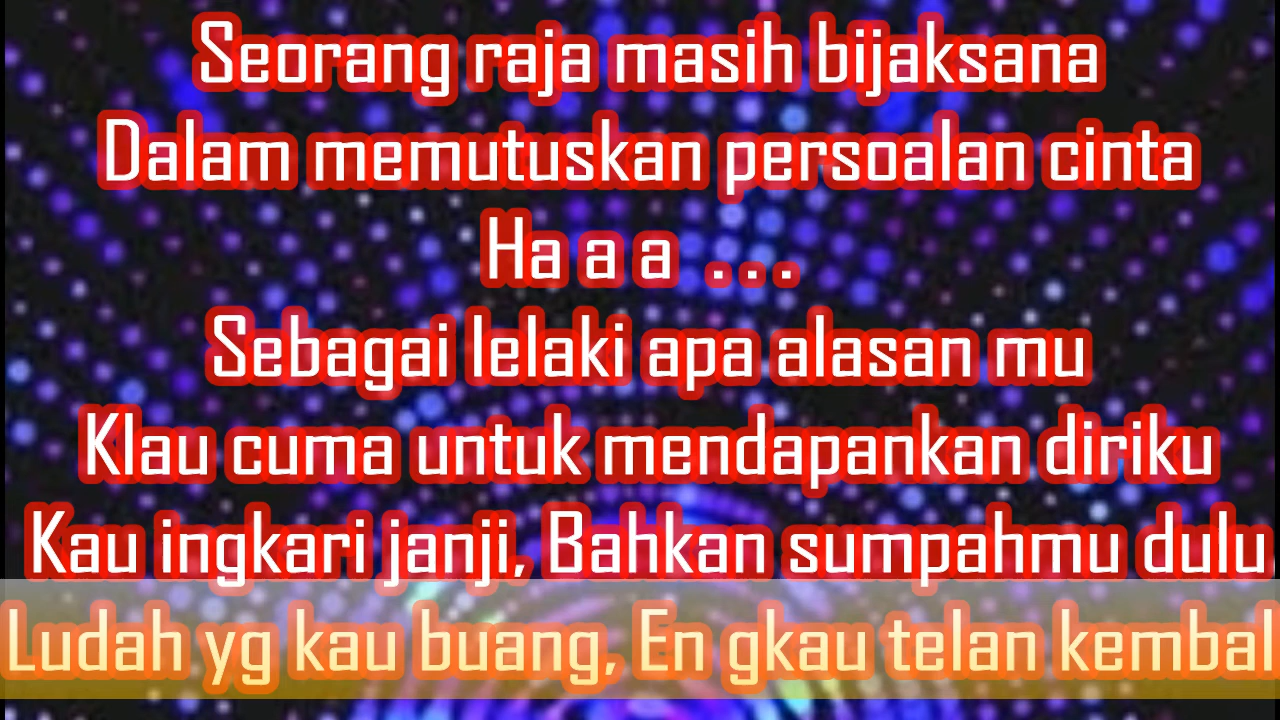 Seorang raja masih bijaksana
Dalam memutuskan persoalan cinta
Ha a a . . .
Sebagai lelaki apa alasan mu
Klau cuma untuk mendapankan diriku
Kau ingkari janji, Bahkan sumpahmu dulu
Ludah yg kau buang, En gkau telan kembal